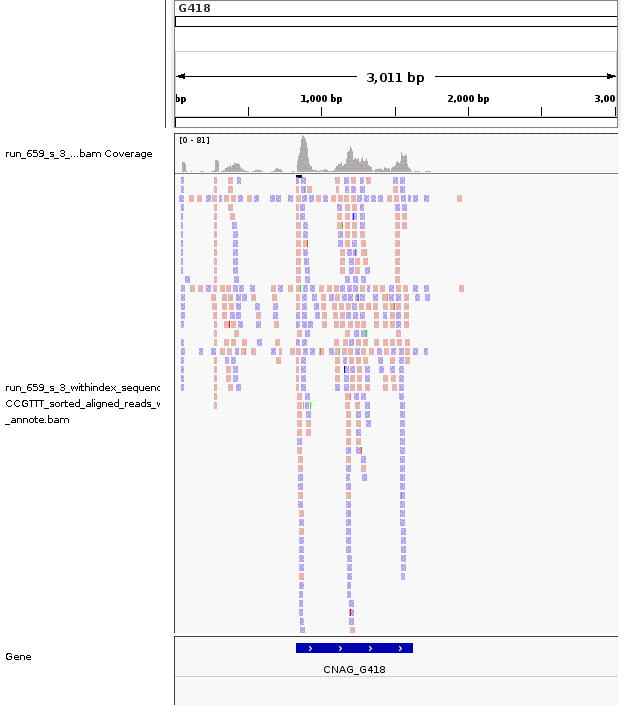 G418
3,011 bp
bp 1,000 bp 2,000 bp 3,00
[0 - 81]
run_659_s_3_...bam Coverage
run_659_s_3_withindex_sequenc
CCGTTT_sorted_aligned_reads_v
_annote.bam
Gene
CNAG_G418